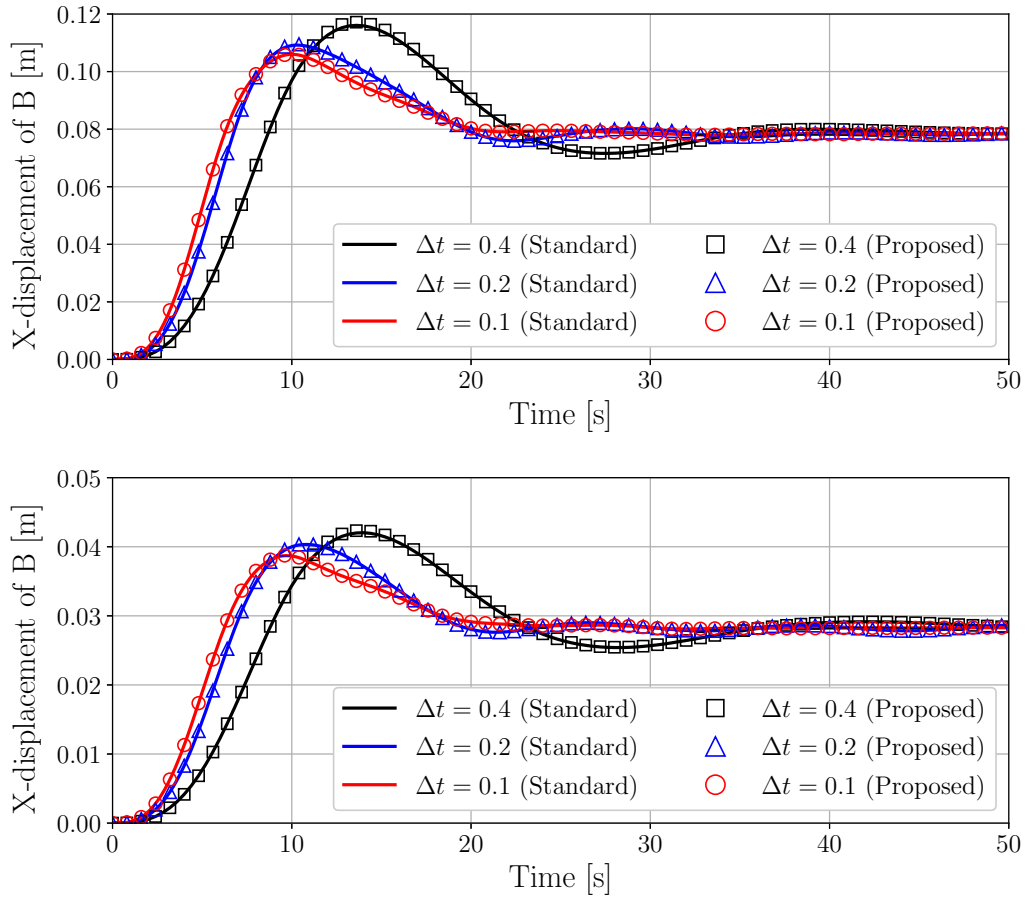 0.12
0.10
0.08
0.06
0.04
0.02
0.00
X-displacement of B [m]
Δt = 0.4 (Standard)
Δt = 0.2 (Standard)
Δt = 0.1 (Standard)
Δt = 0.4 (Proposed)
Δt = 0.2 (Proposed)
Δt = 0.1 (Proposed)
0 10 20 30 40 50
Time [s]
0.05
0.04
0.03
0.02
0.01
0.00
X-displacement of B [m]
Δt = 0.4 (Standard)
Δt = 0.2 (Standard)
Δt = 0.1 (Standard)
Δt = 0.4 (Proposed)
Δt = 0.2 (Proposed)
Δt = 0.1 (Proposed)
0 10 20 30 40 50
Time [s]